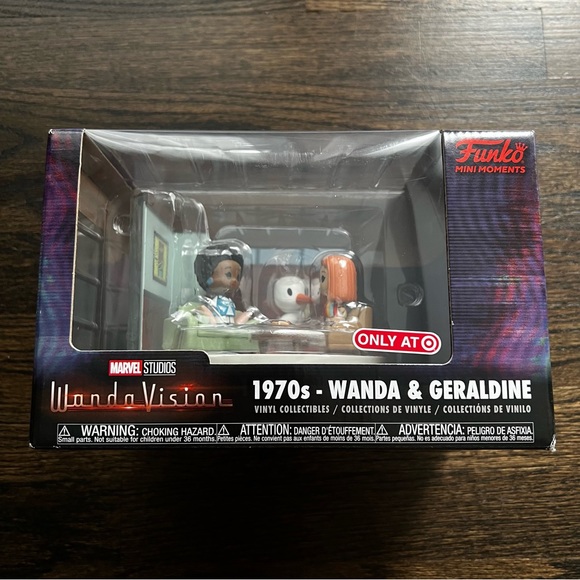 Funko
MINI MOMENTS
ONLY AT
MARVEL STUDIOS
WandaVision
1970s - WANDA & GERALDINE
VINYL COLLECTIBLES / COLLECTIONS DE VINYLE / COLLECTIÓNS DE VINILO
WARNING: CHOKING HAZARD.
Small parts. Not suitable for children under 36 months.
ATTENTION: DANGER D'ÉTOUFFEMENT.
Petites pièces. Ne convient pas aux enfants de moins de 36 mois.
ADVERTENCIA: PELIGRO DE ASFIXIA.
Partes pequeñas. No es adecuado para niños menores de 36 meses.